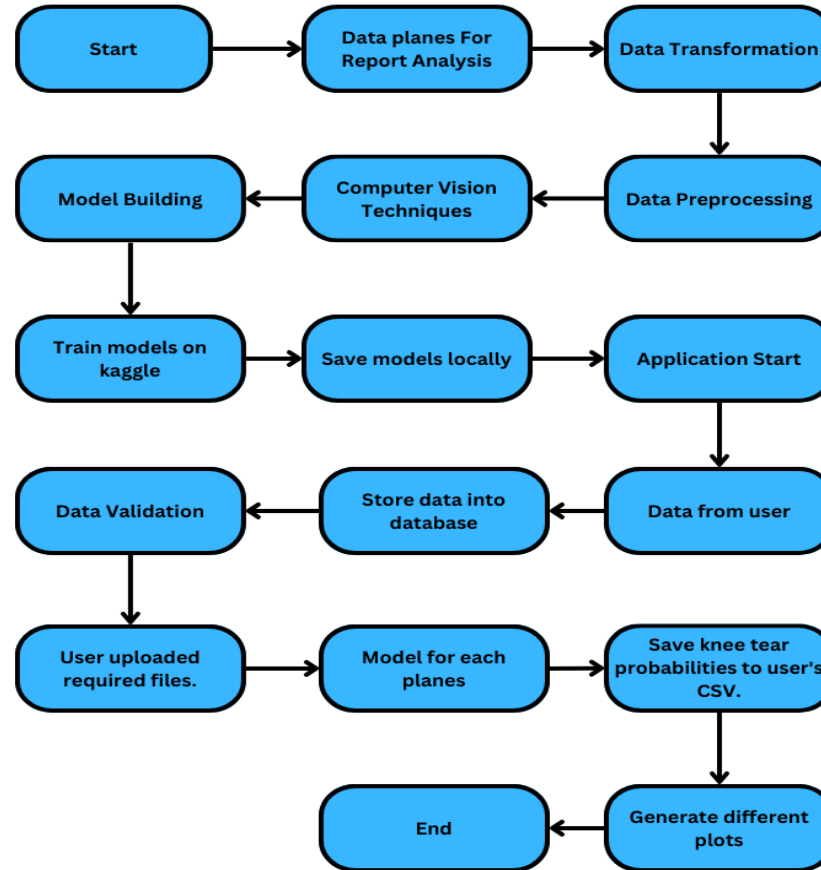 Start
Data planes For
Report Analysis
Data Transformation
Model Building
Computer Vision
Techniques
Data Preprocessing
Train models on
kaggle
Save models locally
Application Start
Data Validation
Store data into
database
Data from user
User uploaded
required files.
Model for each
planes
Save knee tear
probabilities to user's
CSV.
End
Generate different
plots